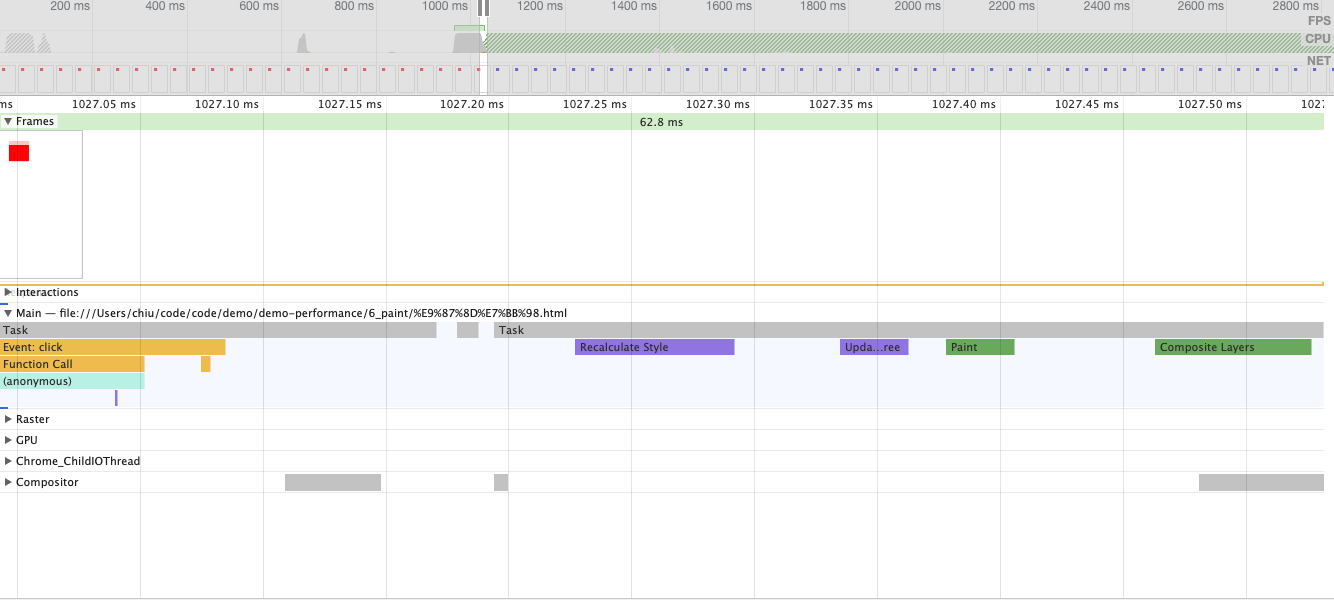 200 ms 400 ms 600 ms 800 ms 1000 ms 1200 ms 1400 ms 1600 ms 1800 ms 2000 ms 2200 ms 2400 ms 2600 ms 2800 ms
FPS
CPU
NET
ms 1027.05 ms 1027.10 ms 1027.15 ms 1027.20 ms 1027.25 ms 1027.30 ms 1027.35 ms 1027.40 ms 1027.45 ms 1027.50 ms 1027
Frames 62.8 ms
Interactions
Main — file:///Users/chiu/code/code/demo/demo-performance/6_paint/%E9%87%8D%E7%BB%98.html
Task Task
Event: click Recalculate Style Upda...ree Paint Composite Layers
Function Call
(anonymous)
Raster
GPU
Chrome_ChildIOThread
Compositor